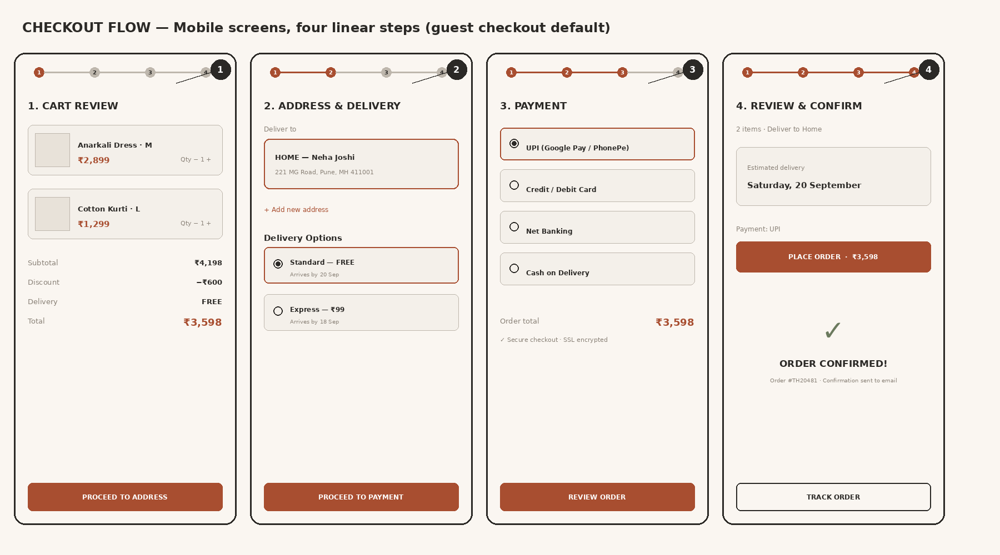 CHECKOUT FLOW — Mobile screens, four linear steps (guest checkout default)
1 2 3 4 1
1. CART REVIEW
Anarkali Dress · M
₹2,899 Qty − 1 +
Cotton Kurti · L
₹1,299 Qty − 1 +
Subtotal ₹4,198
Discount −₹600
Delivery FREE
Total ₹3,598
PROCEED TO ADDRESS
1 2 3 4 2
2. ADDRESS & DELIVERY
Deliver to
HOME — Neha Joshi
221 MG Road, Pune, MH 411001
+ Add new address
Delivery Options
Standard — FREE
Arrives by 20 Sep
Express — ₹99
Arrives by 18 Sep
PROCEED TO PAYMENT
1 2 3 4 3
3. PAYMENT
UPI (Google Pay / PhonePe)
Credit / Debit Card
Net Banking
Cash on Delivery
Order total ₹3,598
✓ Secure checkout · SSL encrypted
REVIEW ORDER
1 2 3 4 4
4. REVIEW & CONFIRM
2 items · Deliver to Home
Estimated delivery
Saturday, 20 September
Payment: UPI
PLACE ORDER · ₹3,598
✓
ORDER CONFIRMED!
Order #TH20481 · Confirmation sent to email
TRACK ORDER